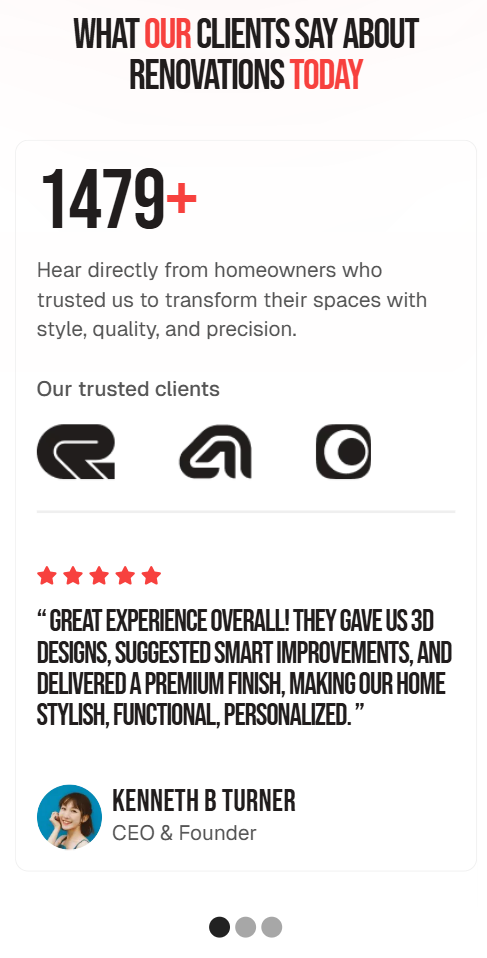 WHAT OUR CLIENTS SAY ABOUT
RENOVATIONS TODAY
1479+
Hear directly from homeowners who
trusted us to transform their spaces with
style, quality, and precision.
Our trusted clients
“ GREAT EXPERIENCE OVERALL! THEY GAVE US 3D
DESIGNS, SUGGESTED SMART IMPROVEMENTS, AND
DELIVERED A PREMIUM FINISH, MAKING OUR HOME
STYLISH, FUNCTIONAL, PERSONALIZED. ”
KENNETH B TURNER
CEO & Founder